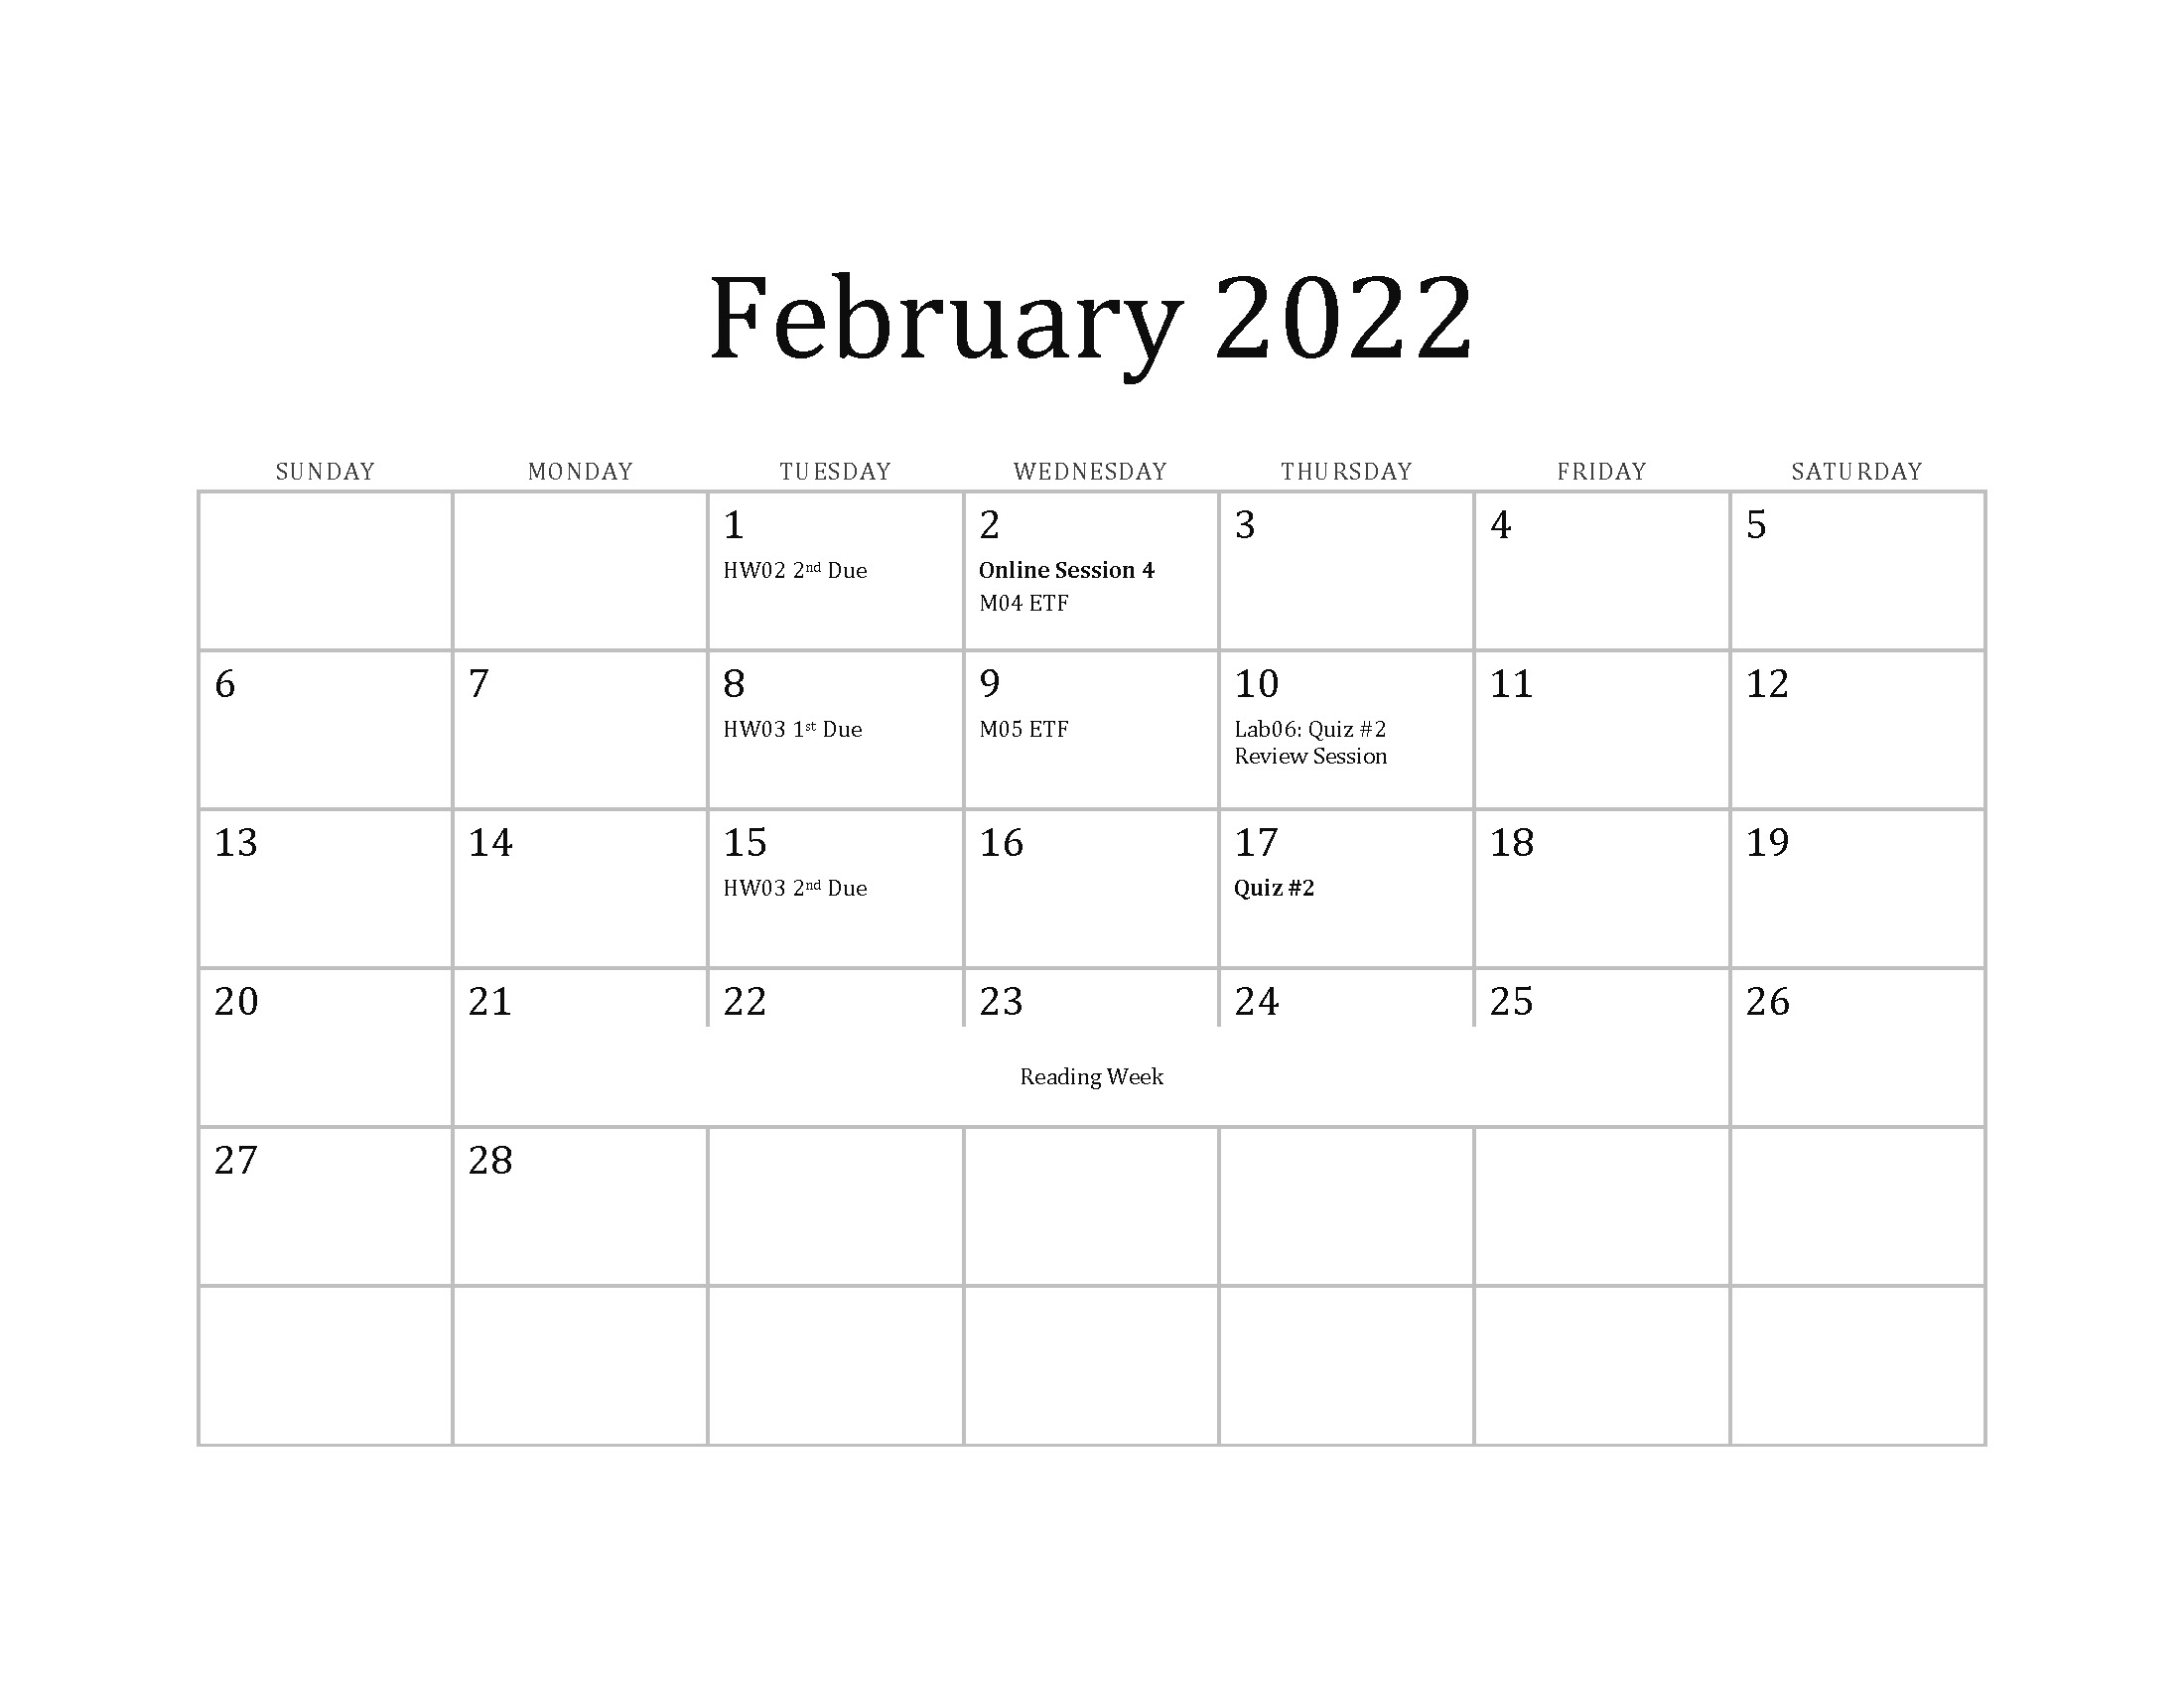 February 2022
SUNDAY MONDAY TUESDAY WEDNESDAY THURSDAY FRIDAY SATURDAY
1 2 3 4 5
HW02 2nd Due Online Session 4
M04 ETF
6 7 8 9 10 11 12
HW03 1st Due M05 ETF Lab06: Quiz #2
Review Session
13 14 15 16 17 18 19
HW03 2nd Due Quiz #2
20 21 22 23 24 25 26
Reading Week
27 28